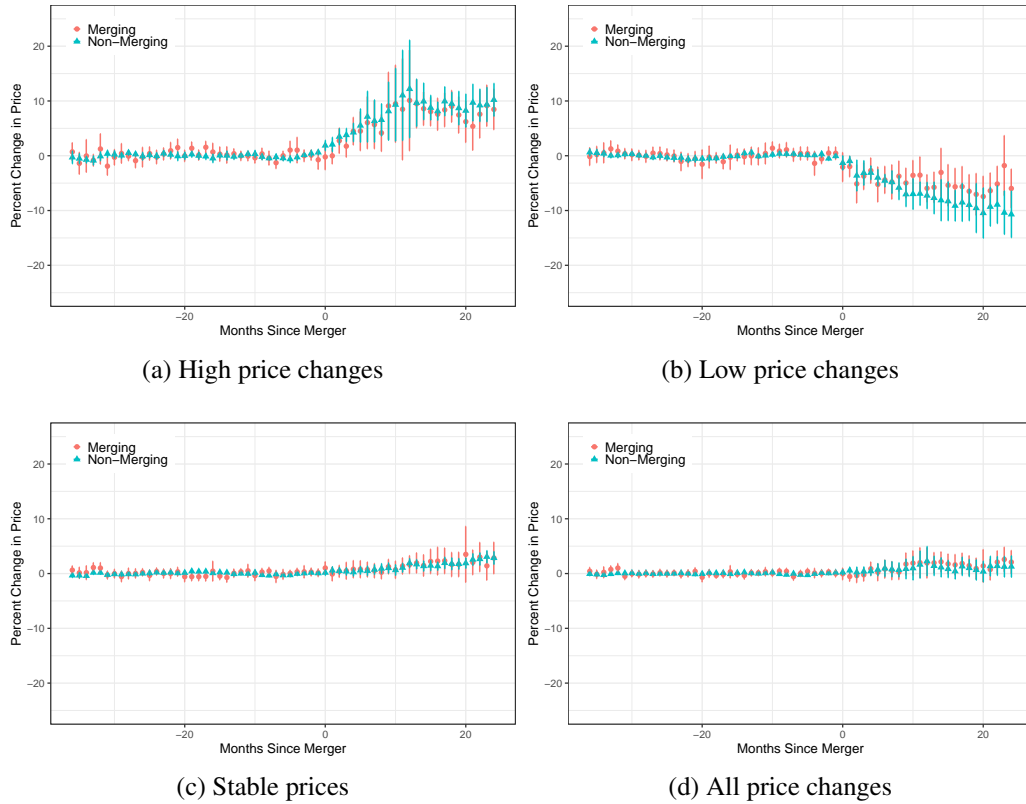 Merging
Non−Merging
20
10
0
−10
−20
Percent Change in Price
−20
0
20
Months Since Merger
(a) High price changes
Merging
Non−Merging
20
10
0
−10
−20
Percent Change in Price
−20
0
20
Months Since Merger
(b) Low price changes
Merging
Non−Merging
20
10
0
−10
−20
Percent Change in Price
−20
0
20
Months Since Merger
(c) Stable prices
Merging
Non−Merging
20
10
0
−10
−20
Percent Change in Price
−20
0
20
Months Since Merger
(d) All price changes